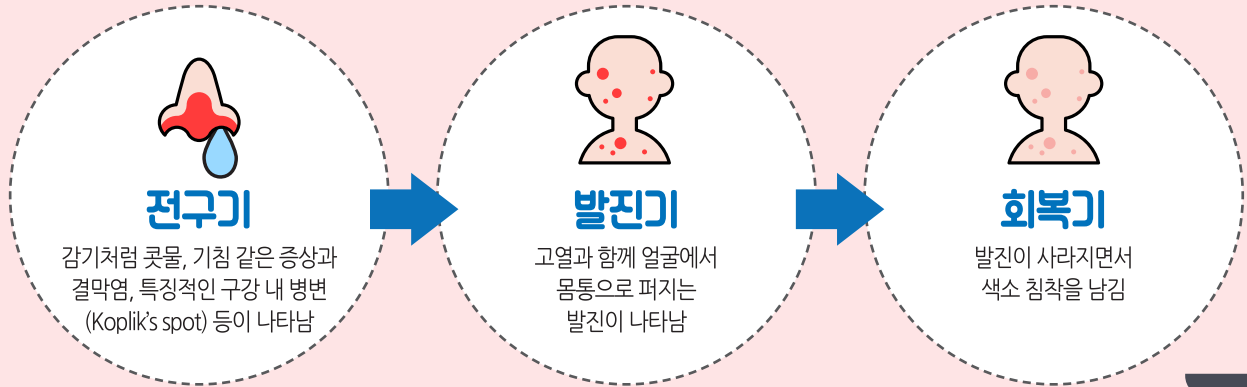 전구기
감기처럼 콧물, 기침 같은 증상과
결막염, 특징적인 구강 내 병변
(Koplik’s spot) 등이 나타남
발진기
고열과 함께 얼굴에서
몸통으로 퍼지는
발진이 나타남
회복기
발진이 사라지면서
색소 침착을 남김